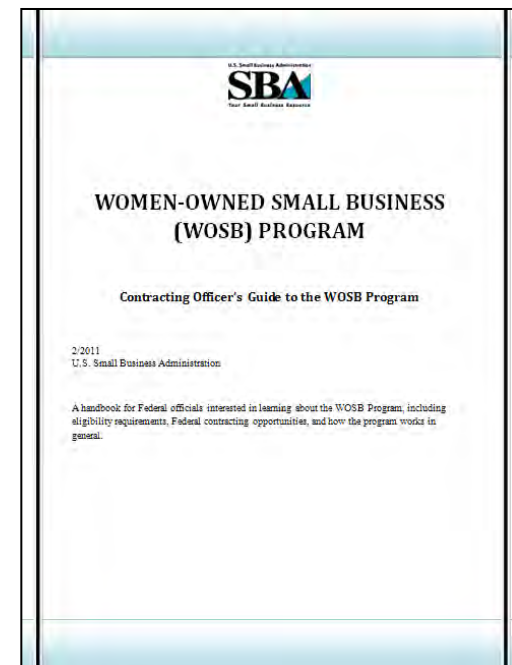 U.S. Small Business Administration
SBA
Your Small Business Resource
WOMEN-OWNED SMALL BUSINESS
(WOSB) PROGRAM
Contracting Officer's Guide to the WOSB Program
2/2011
U.S. Small Business Administration
A handbook for Federal officials interested in learning about the WOSB Program, including
eligibility requirements, Federal contracting opportunities, and how the program works in
general.